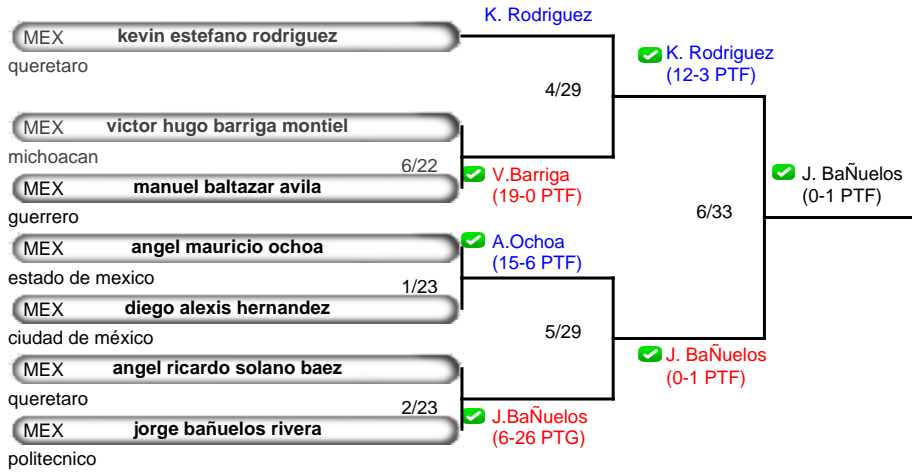 K. Rodriguez
MEX kevin estefano rodriguez
queretaro
K. Rodriguez
(12-3 PTF)
4/29
MEX victor hugo barriga montiel
michoacan
6/22
V.Barriga
(19-0 PTF)
MEX manuel baltazar avila
guerrero
J. BaÑuelos
(0-1 PTF)
6/33
MEX angel mauricio ochoa
estado de mexico
A.Ochoa
(15-6 PTF)
1/23
MEX diego alexis hernandez
ciudad de méxico
5/29
J. BaÑuelos
(0-1 PTF)
MEX angel ricardo solano baez
queretaro
2/23
J.BaÑuelos
(6-26 PTG)
MEX jorge bañuelos rivera
politecnico